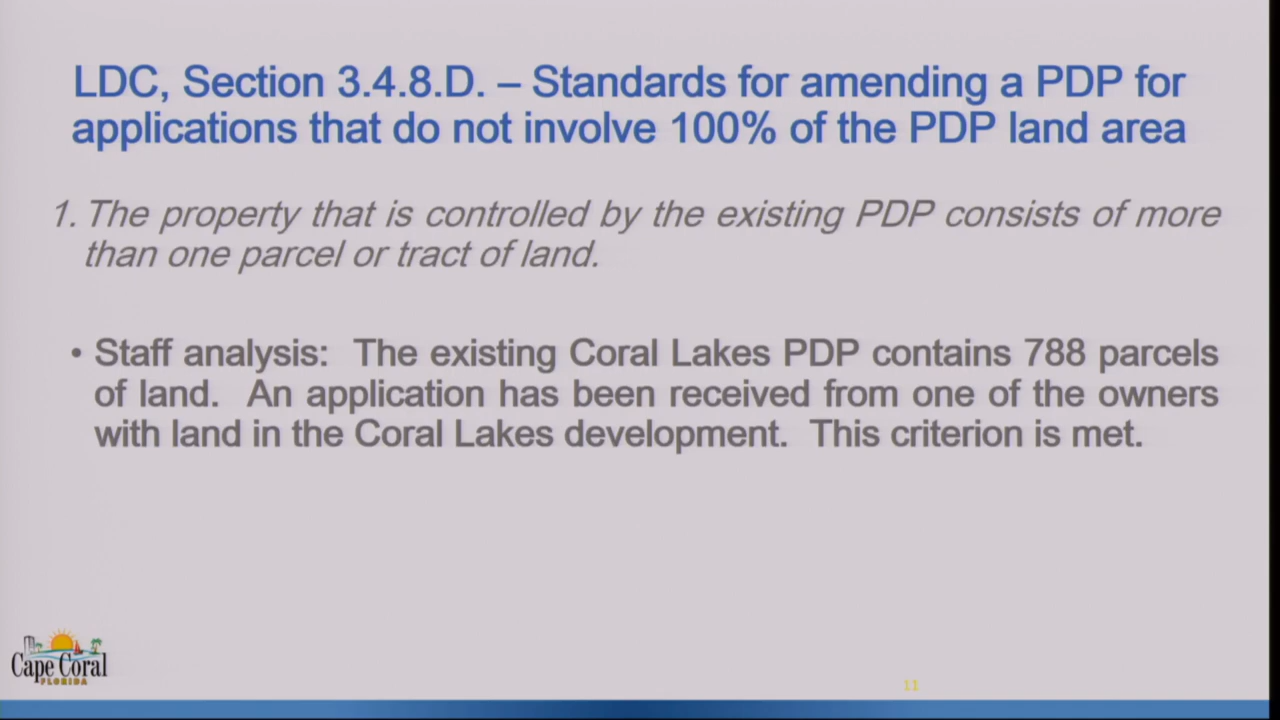 LDC, Section 3.4.8.D. – Standards for amending a PDP for
applications that do not involve 100% of the PDP land area
1. The property that is controlled by the existing PDP consists of more
than one parcel or tract of land.
• Staff analysis: The existing Coral Lakes PDP contains 788 parcels
of land. An application has been received from one of the owners
with land in the Coral Lakes development. This criterion is met.
Cape Coral
FLORIDA
11